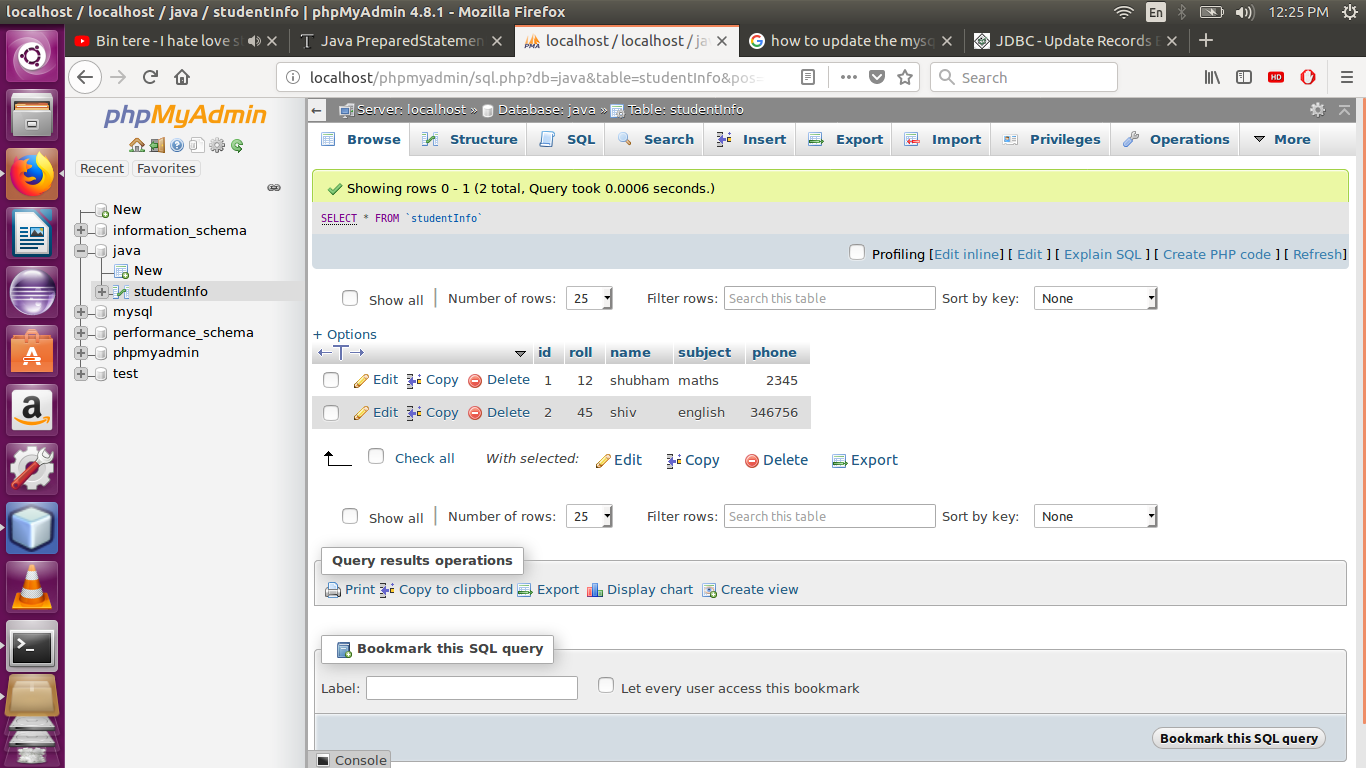 localhost / localhost / java / studentInfo | phpMyAdmin 4.8.1 - Mozilla Firefox
En
12:25 PM
Bin tere - I hate love
Java PreparedStatemen
localhost / localhost / ja
how to update the mysq
JDBC - Update Records
localhost/phpmyadmin/sql.php?db=java&table=studentInfo&pos=
Search
HD
phpMyAdmin
Recent
Favorites
New
information_schema
java
New
studentInfo
mysql
performance_schema
phpmyadmin
test
Server: localhost » Database: java » Table: studentInfo
Browse Structure SQL Search Insert Export Import Privileges Operations More
Showing rows 0 - 1 (2 total, Query took 0.0006 seconds.)
SELECT * FROM `studentInfo`
Profiling [Edit inline] [ Edit ] [ Explain SQL ] [ Create PHP code ] [ Refresh]
Show all | Number of rows: 25 Filter rows: Search this table Sort by key: None
+ Options
id roll name subject phone
Edit Copy Delete 1 12 shubham maths 2345
Edit Copy Delete 2 45 shiv english 346756
Check all With selected: Edit Copy Delete Export
Show all | Number of rows: 25 Filter rows: Search this table Sort by key: None
Query results operations
Print Copy to clipboard Export Display chart Create view
Bookmark this SQL query
Label: Let every user access this bookmark
Bookmark this SQL query
Console